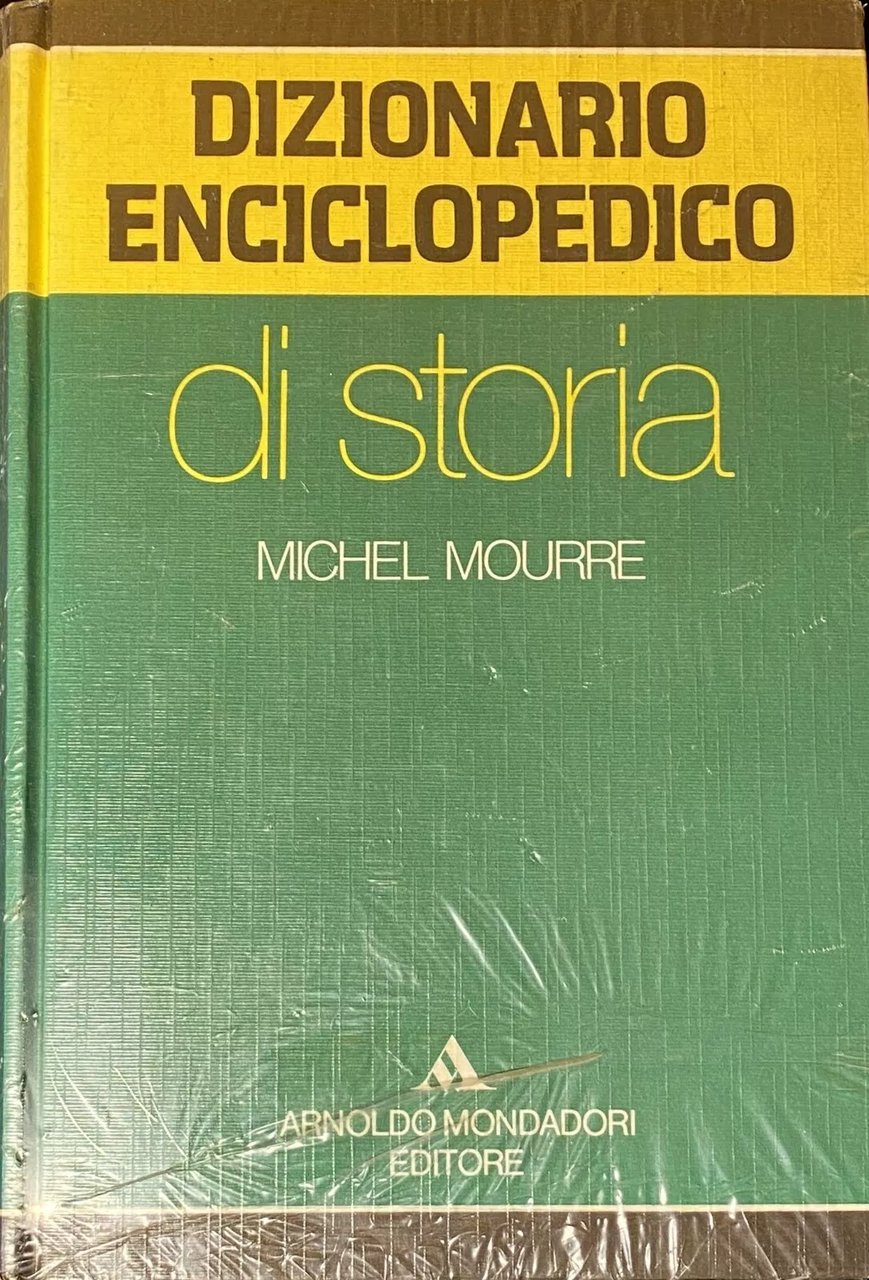 DIZIONARIO
ENCICLOPEDICO
di storia
MICHEL MOURRE
ARNOLDO MONDADORI
EDITORE